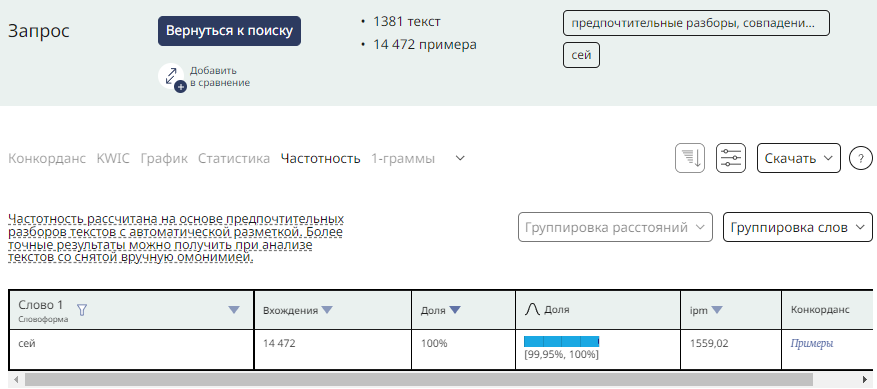 Запрос
Вернуться к поиску
Добавить
в сравнение
• 1381 текст
• 14 472 примера
предпочтительные разборы, совпадени...
сей
Конкорданс KWIC График Статистика Частотность 1-граммы
Скачать
?
Частотность рассчитана на основе предпочтительных
разборов текстов с автоматической разметкой. Более
точные результаты можно получить при анализе
текстов со снятой вручную омонимией.
Группировка расстояний
Группировка слов
Слово 1
Словоформа
Вхождения
Доля
Доля
ipm
Конкорданс
сей
14 472
100%
[99,95%, 100%]
1559,02
Примеры